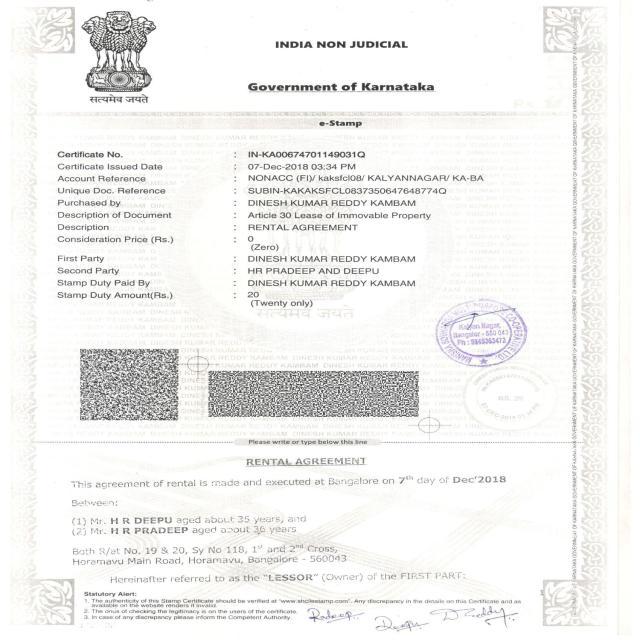 सत्यमेव जयते
INDIA NON JUDICIAL
Government of Karnataka
e-Stamp
Certificate No. : IN-KA00674701149031Q
Certificate Issued Date : 07-Dec-2018 03:34 PM
Account Reference : NONACC (FI)/ kaksfcl08/ KALYANNAGAR/ KA-BA
Unique Doc. Reference : SUBIN-KAKAKSFCL0837350647648774Q
Purchased by : DINESH KUMAR REDDY KAMBAM
Description of Document : Article 30 Lease of Immovable Property
Description : RENTAL AGREEMENT
Consideration Price (Rs.) : 0
(Zero)
First Party : DINESH KUMAR REDDY KAMBAM
Second Party : HR PRADEEP AND DEEPU
Stamp Duty Paid By : DINESH KUMAR REDDY KAMBAM
Stamp Duty Amount(Rs.) : 20
(Twenty only)
सत्यमेव जयते
Kalyan Nagar,
Bangalore - 560 043
Please write or type below this line
RENTAL AGREEMENT
This agreement of rental is made and executed at Bangalore on 7th day of Dec'2018
Between:
(1) Mr. H R DEEPU aged about 35 years, and
(2) Mr. H R PRADEEP aged about 36 years
Both R/at No. 19 & 20, Sy No 118, 1st and 2nd Cross,
Horamavu Main Road, Horamavu, Bangalore - 560043
Hereinafter referred to as the "LESSOR" (Owner) of the FIRST PART:
Statutory Alert:
1. The authenticity of this Stamp Certificate should be verified at "www.shcilestamp.com". Any discrepancy in the details on this Certificate and as
available on the website renders it invalid.
2. The onus of checking the legitimacy is on the users of the certificate.
3. In case of any discrepancy please inform the Competent Authority.
Radeep
Deepu
D.Reddy